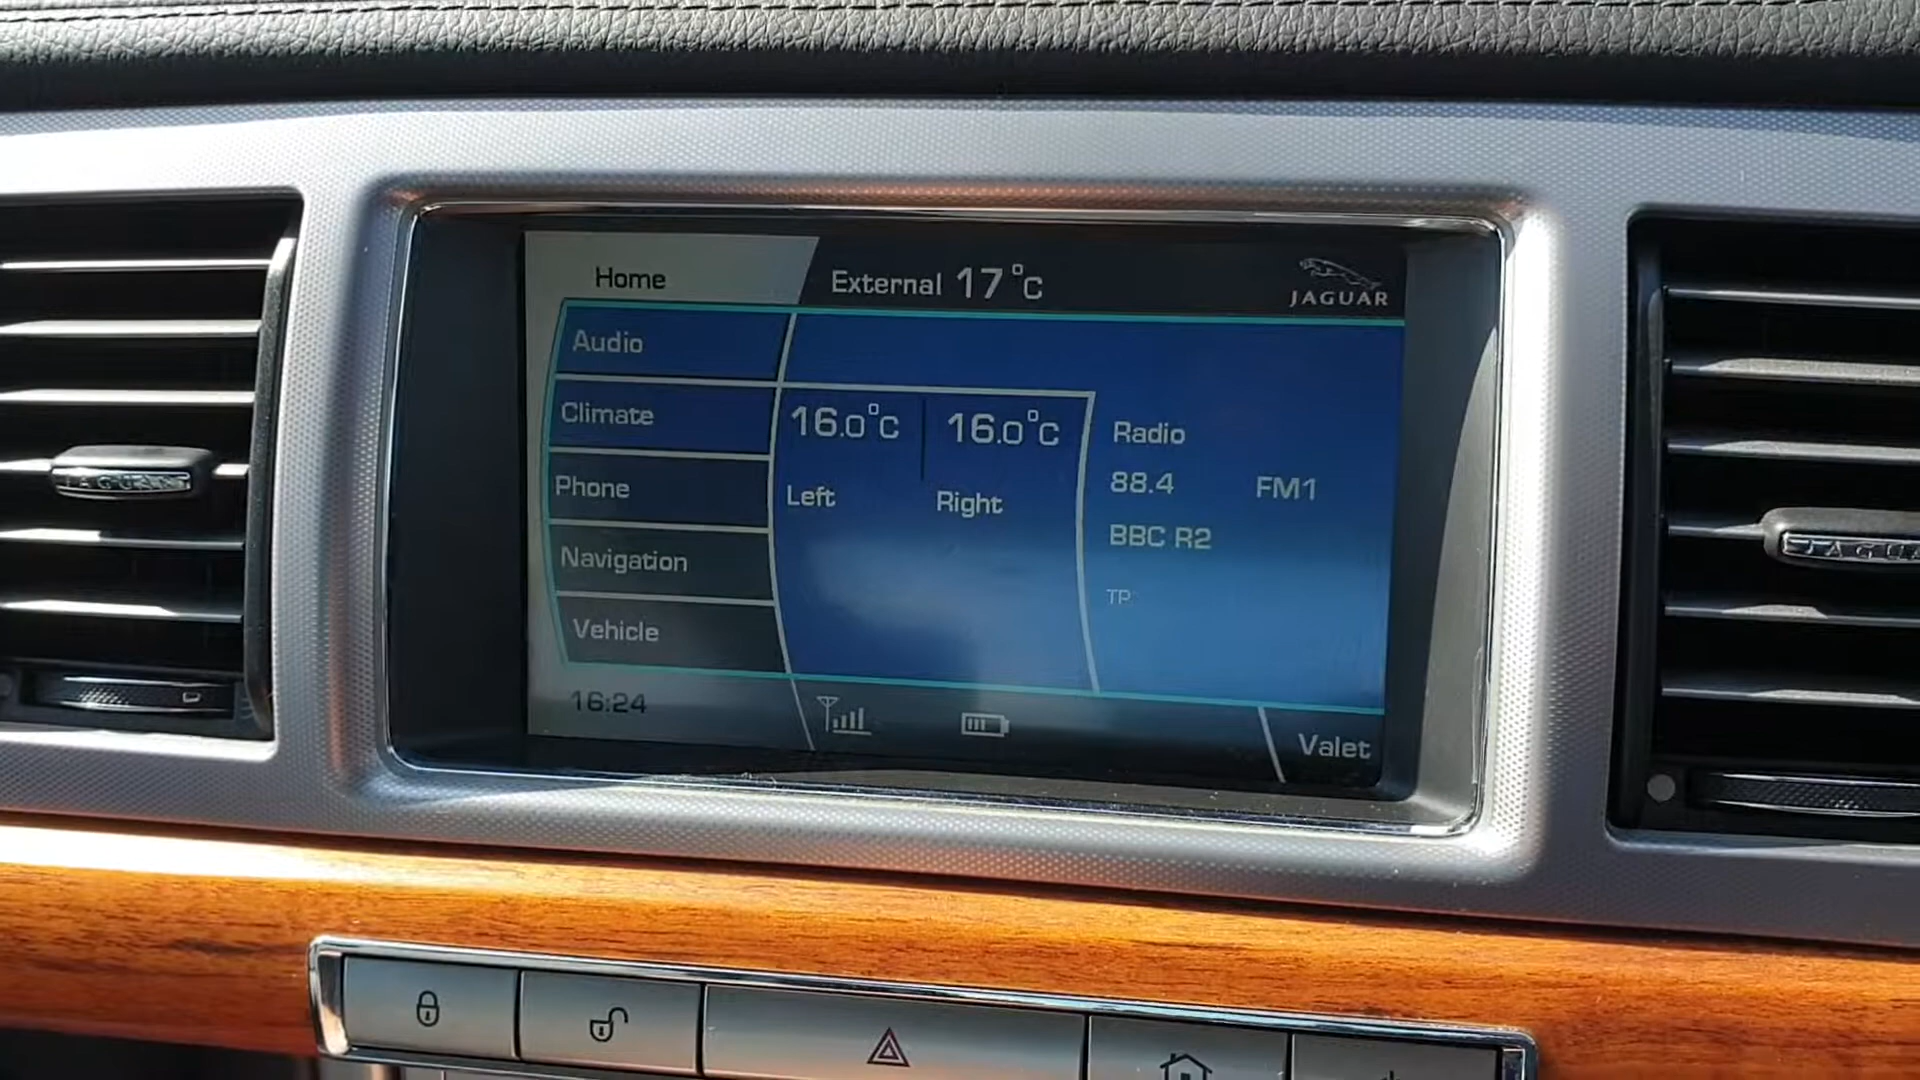 Home
External 17°C
JAGUAR
Audio
Climate
16.0°C
16.0°C
Left
Right
Radio
88.4
FM1
BBC R2
TP
Phone
Navigation
Vehicle
16:24
Valet
JAGUAR